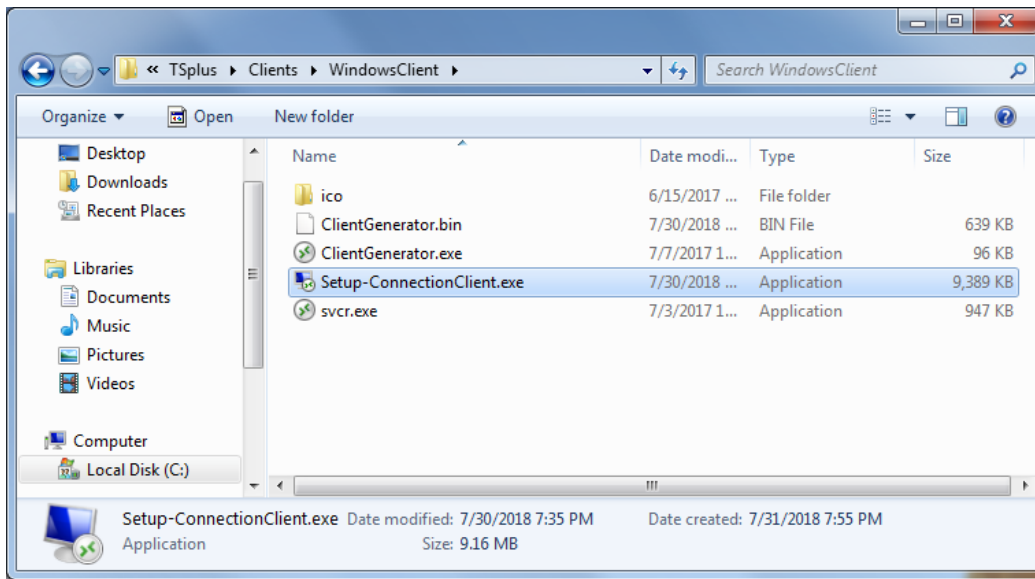 « TSplus ▸ Clients ▸ WindowsClient ▸ Search WindowsClient
Organize Open New folder
Desktop
Downloads
Recent Places
Libraries
Documents
Music
Pictures
Videos
Computer
Local Disk (C:)
Name Date modi... Type Size
ico 6/15/2017 ... File folder
ClientGenerator.bin 7/30/2018 ... BIN File 639 KB
ClientGenerator.exe 7/7/2017 1... Application 96 KB
Setup-ConnectionClient.exe 7/30/2018 ... Application 9,389 KB
svcr.exe 7/3/2017 1... Application 947 KB
Setup-ConnectionClient.exe Date modified: 7/30/2018 7:35 PM Date created: 7/31/2018 7:55 PM
Application Size: 9.16 MB